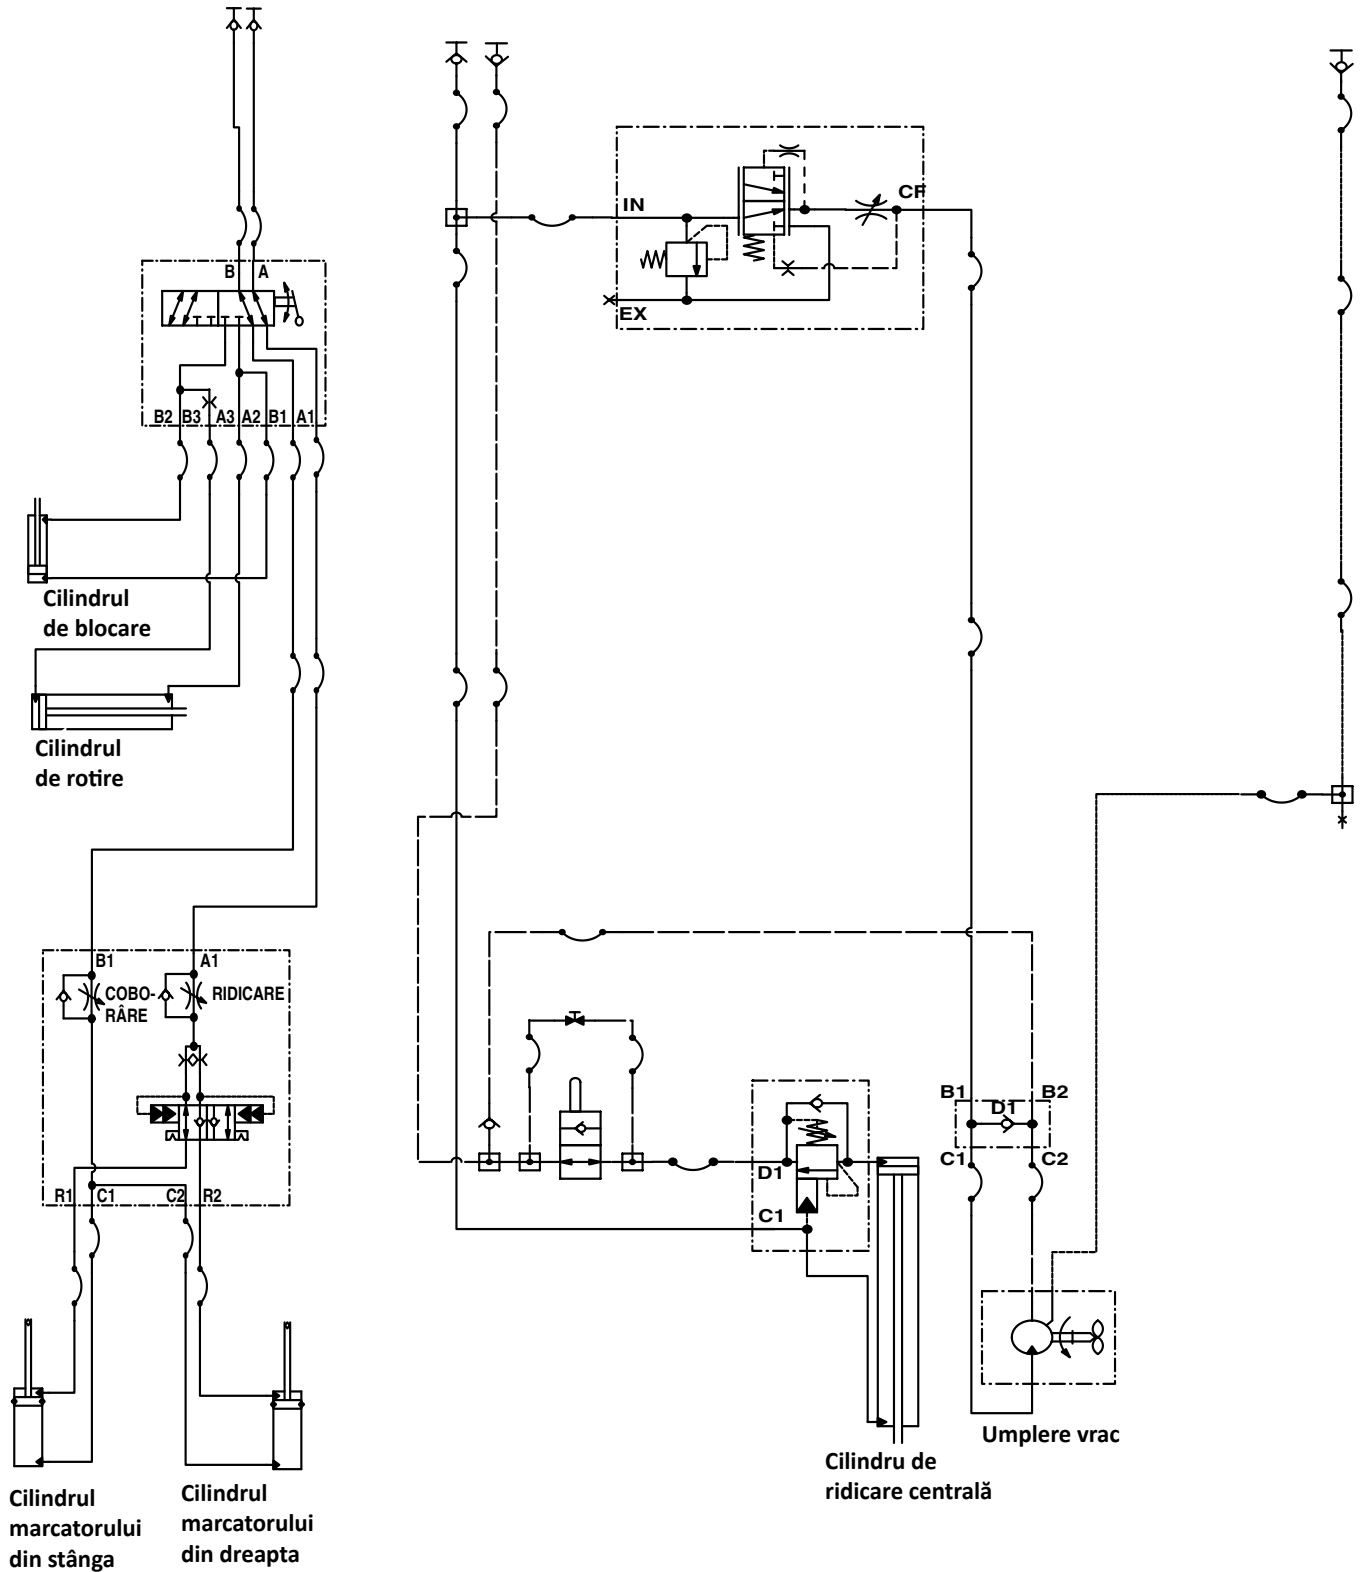 IN
CF
EX
B A
B2 B3 A3 A2 B1 A1
Cilindrul
de blocare
Cilindrul
de rotire
B1
A1
COBO-
RÂRE
RIDICARE
R1 C1 C2 R2
D1
C1
B1
D1
B2
C1
C2
Umplere vrac
Cilindru de
ridicare centrală
Cilindrul
marcatorului
din stânga
Cilindrul
marcatorului
din dreapta